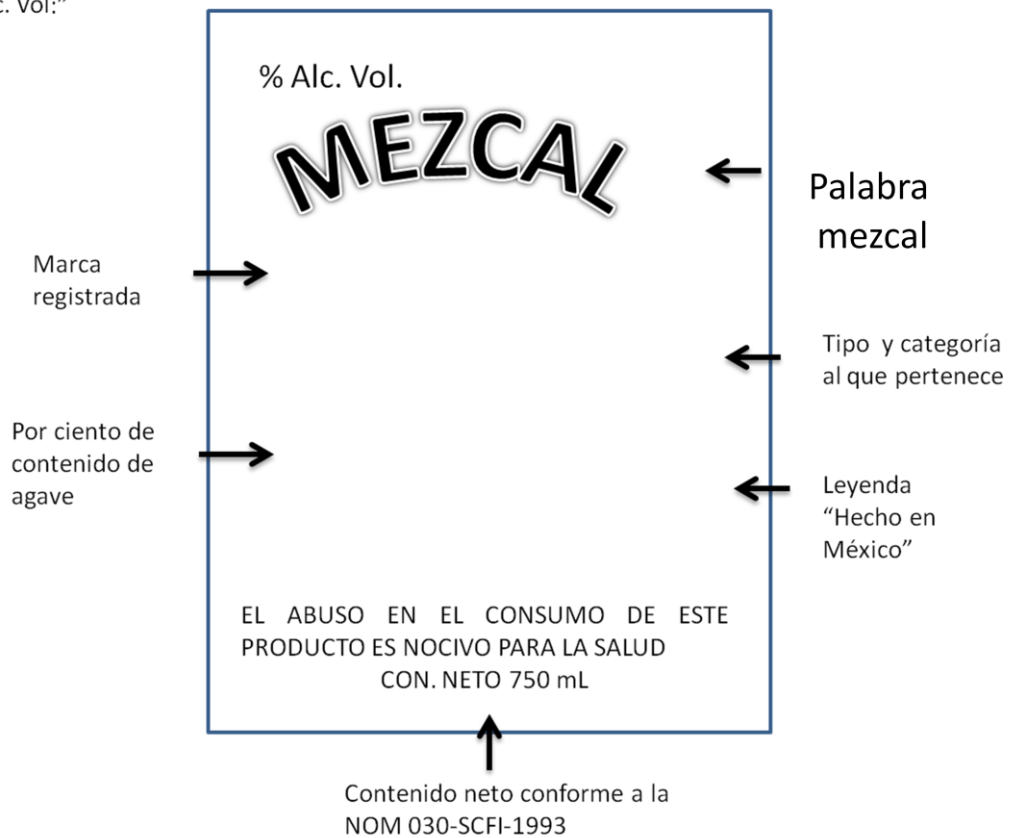 c. Vol:”
% Alc. Vol.
MEZCAL
Palabra
mezcal
Marca
registrada
Tipo y categoría
al que pertenece
Por ciento de
contenido de
agave
Leyenda
“Hecho en
México”
EL ABUSO EN EL CONSUMO DE ESTE
PRODUCTO ES NOCIVO PARA LA SALUD
CON. NETO 750 mL
Contenido neto conforme a la
NOM 030-SCFI-1993